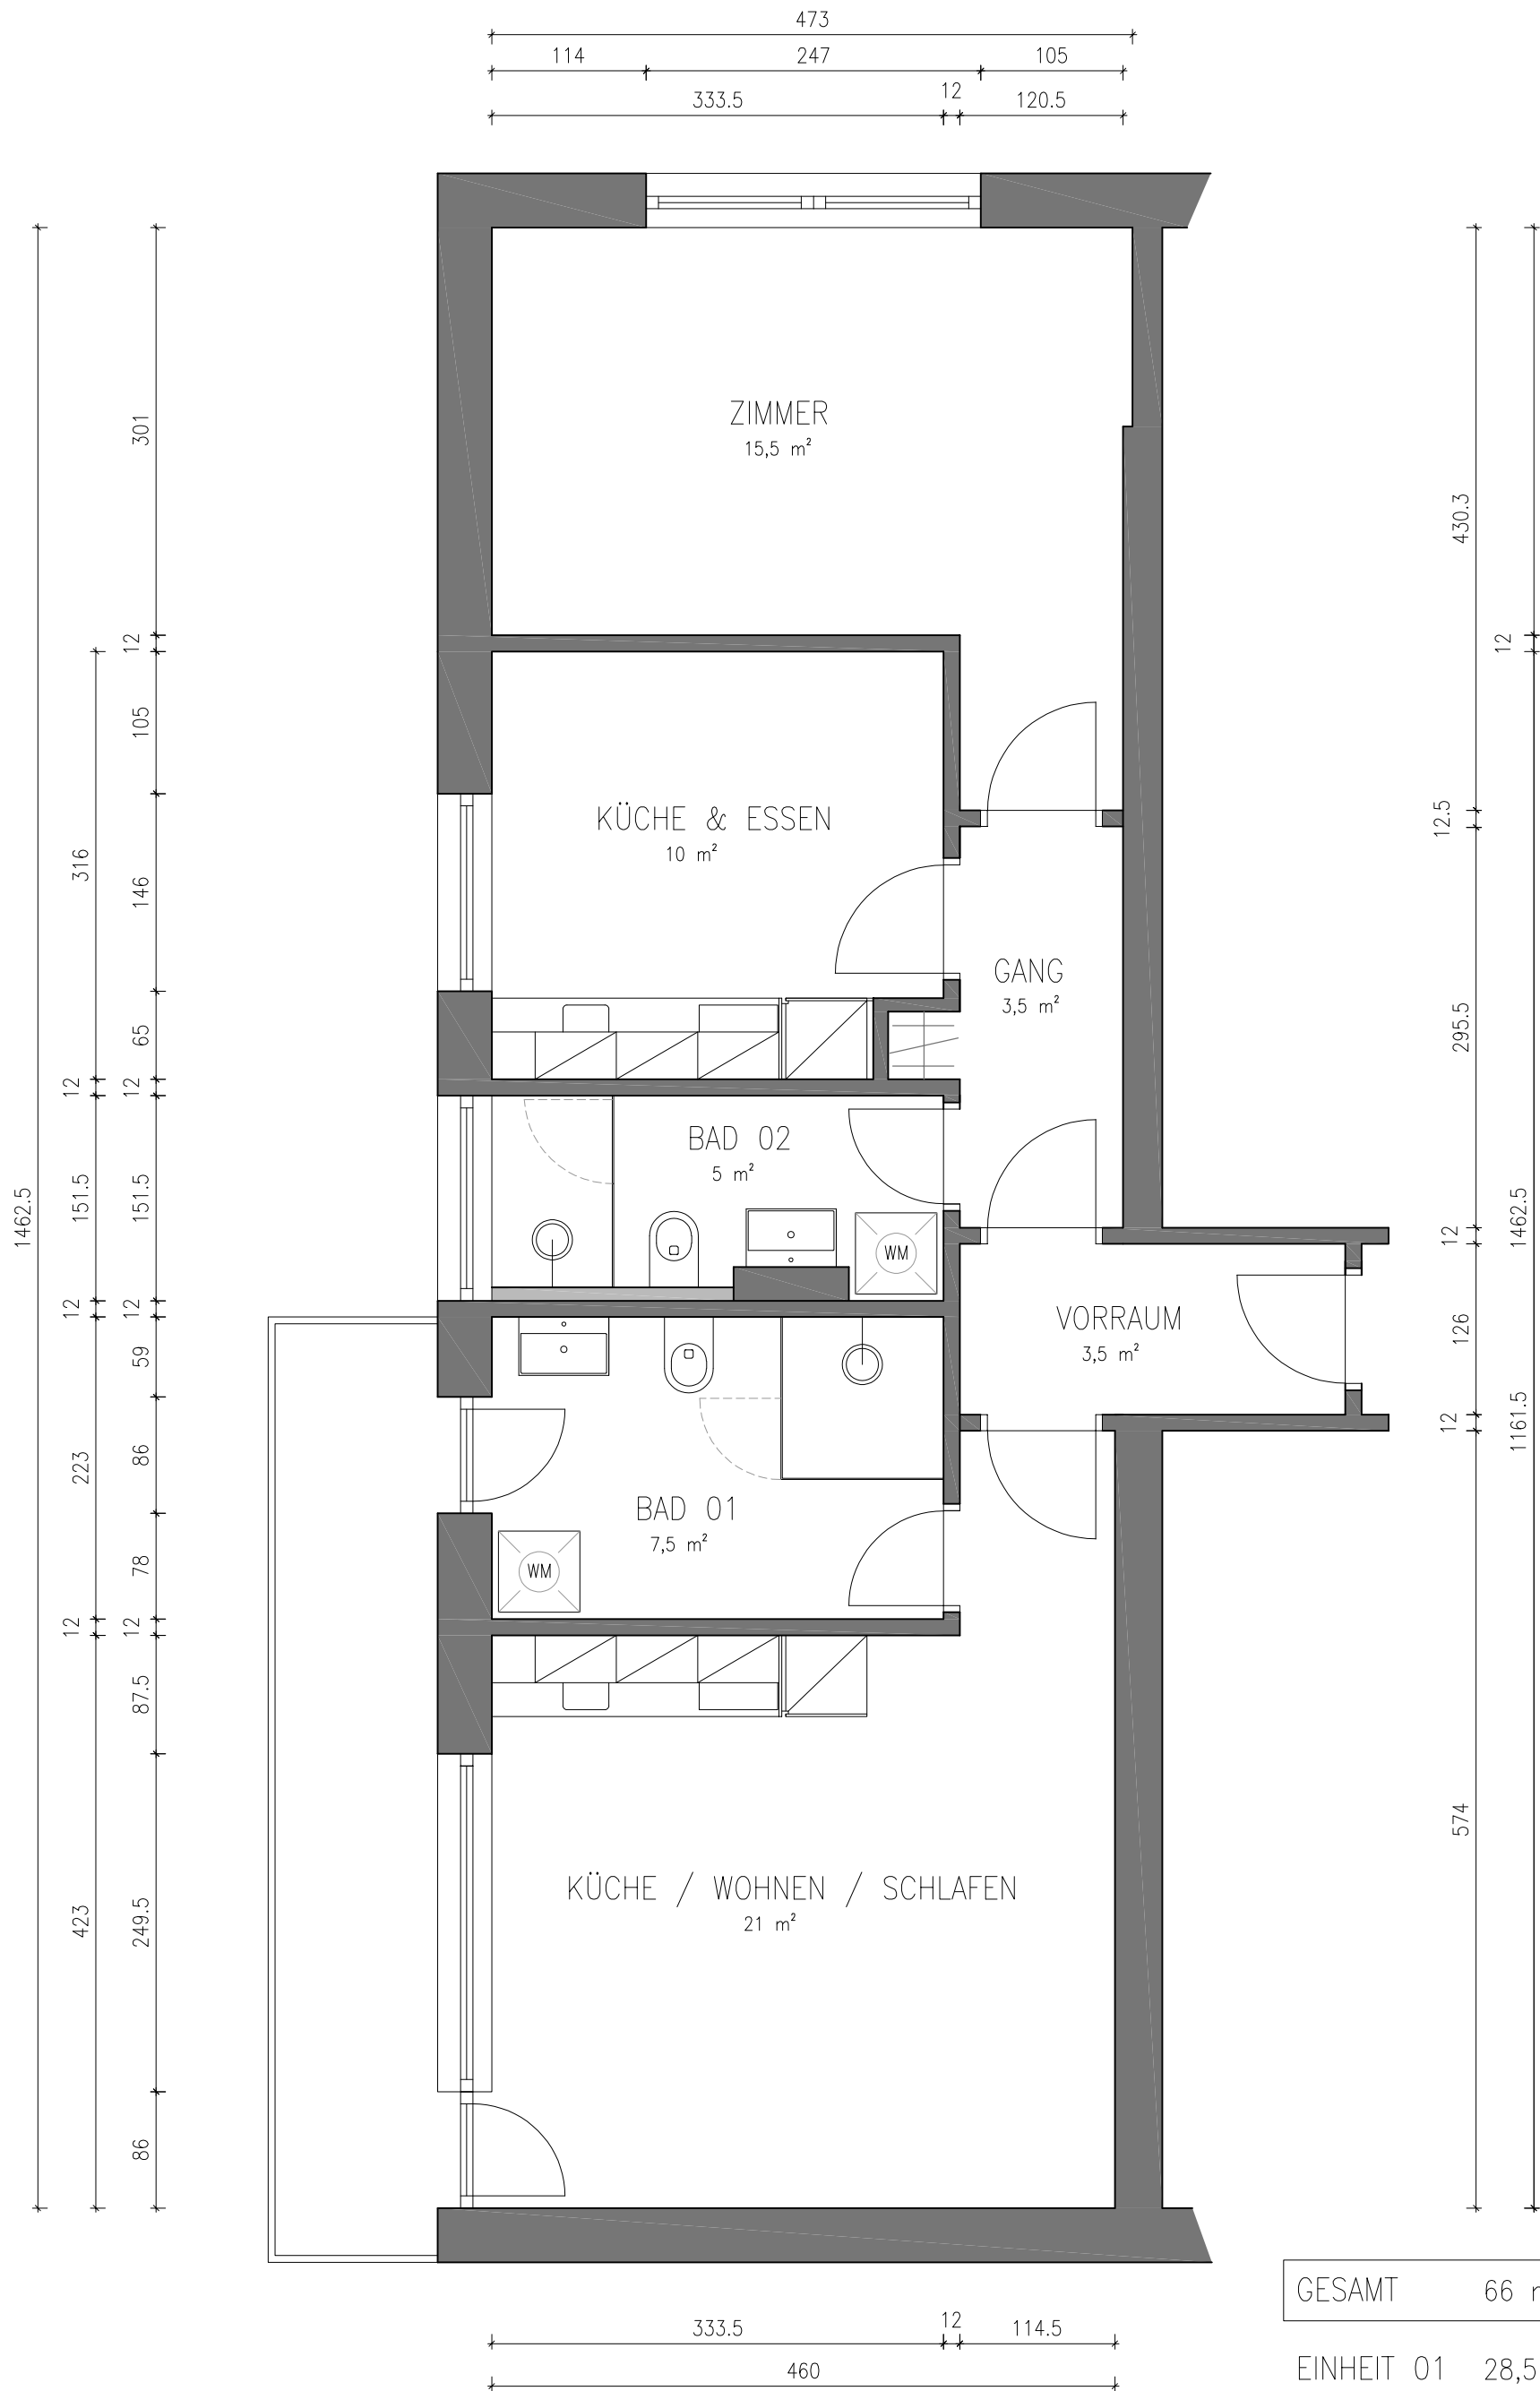 473
114 247 105
333.5 12 120.5
ZIMMER
15,5 m²
301
430.3
12
12
105
KÜCHE & ESSEN
10 m²
12.5
316
146
GANG
3,5 m²
65
295.5
12 12
BAD 02
5 m²
1462.5
151.5
151.5
1462.5
WM
12
12 12
VORRAUM
3,5 m²
126
59
1161.5
12
223
86
BAD 01
7,5 m²
78
WM
12 12
87.5
574
KÜCHE / WOHNEN / SCHLAFEN
21 m²
423
249.5
86
GESAMT 66
333.5 12 114.5
460
EINHEIT 01 28,5